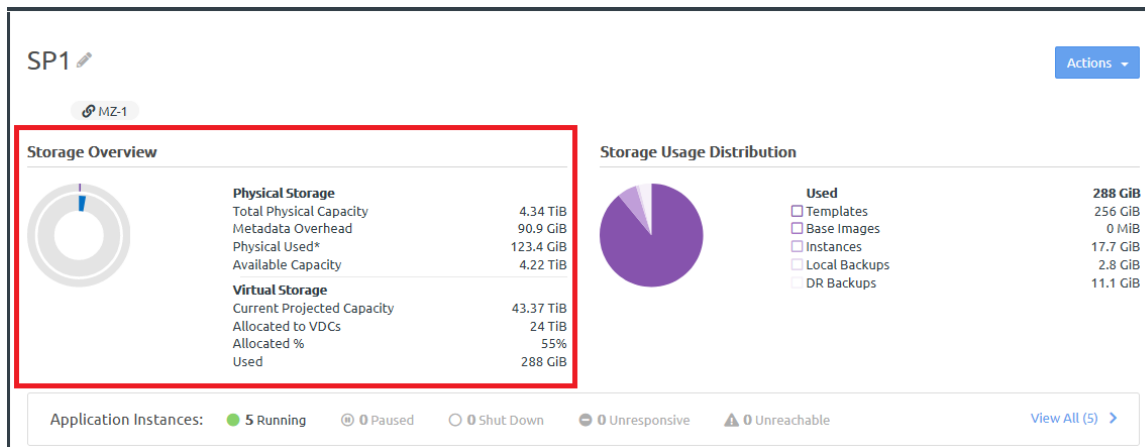 SP1
Actions
MZ-1
Storage Overview
Physical Storage
Total Physical Capacity 4.34 TiB
Metadata Overhead 90.9 GiB
Physical Used* 123.4 GiB
Available Capacity 4.22 TiB
Virtual Storage
Current Projected Capacity 43.37 TiB
Allocated to VDCs 24 TiB
Allocated % 55%
Used 288 GiB
Storage Usage Distribution
Used 288 GiB
Templates 256 GiB
Base Images 0 MiB
Instances 17.7 GiB
Local Backups 2.8 GiB
DR Backups 11.1 GiB
Application Instances: 5 Running 0 Paused 0 Shut Down 0 Unresponsive 0 Unreachable View All (5)